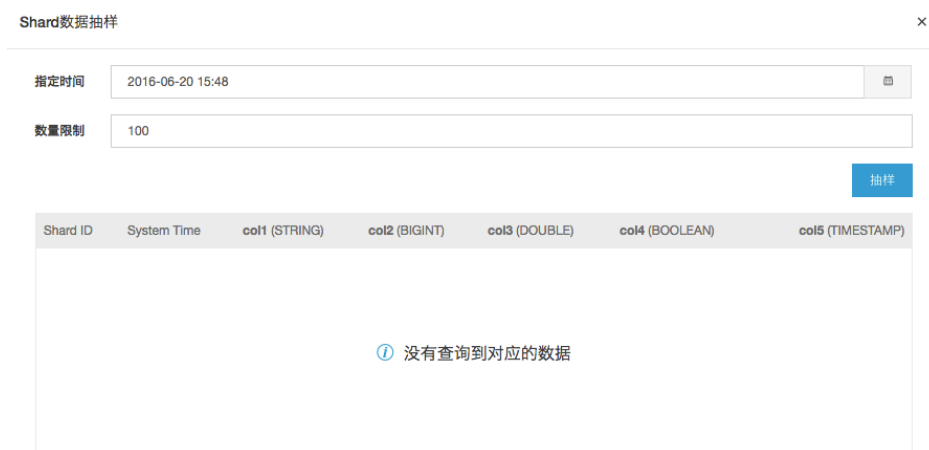 Shard数据抽样 ×
指定时间 2016-06-20 15:48
数量限制 100
抽样
Shard ID System Time col1 (STRING) col2 (BIGINT) col3 (DOUBLE) col4 (BOOLEAN) col5 (TIMESTAMP)
没有查询到对应的数据